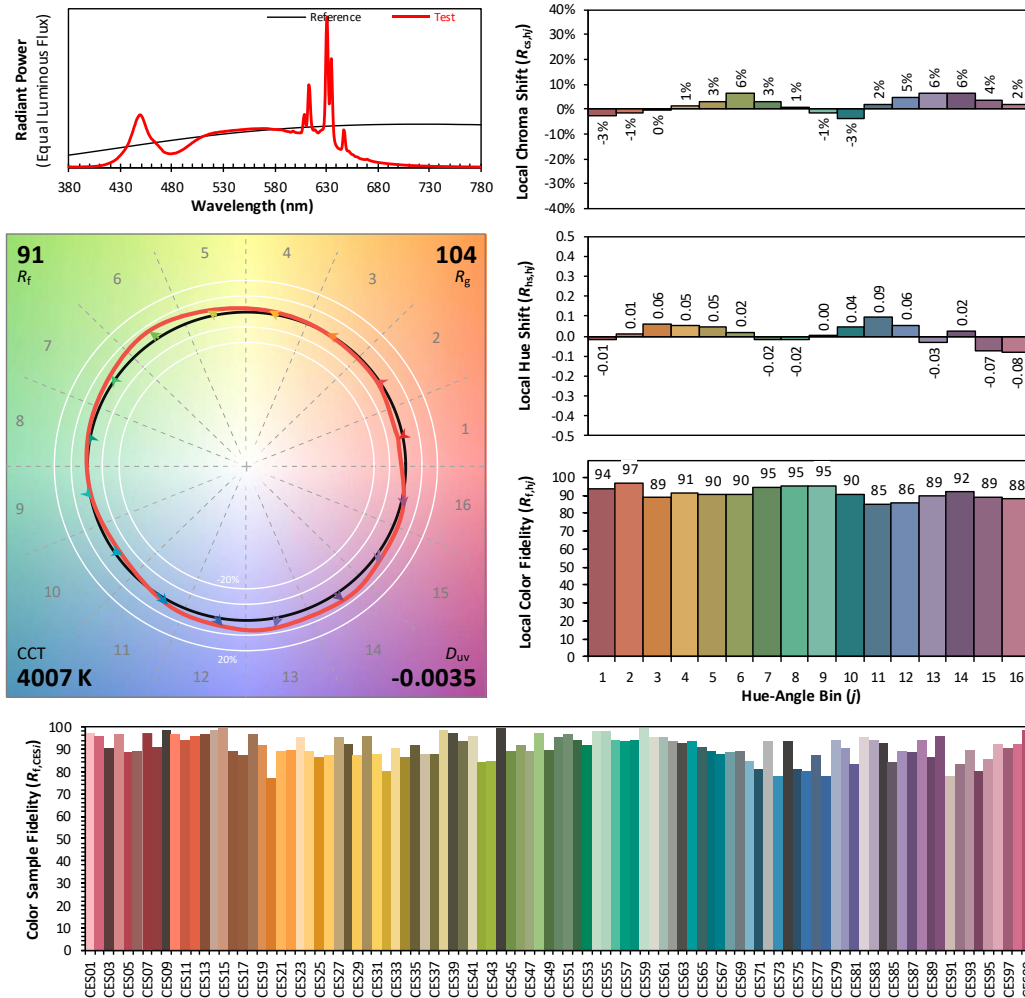 Radiant Power
(Equal Luminous Flux)
Reference
Test
380 430 480 530 580 630 680 730 780
Wavelength (nm)
Local Chroma Shift (Rcs,hj)
40%
30%
20%
10%
0%
-10%
-20%
-30%
-40%
-3% -1% 0% 1% 3% 6% 3% 1% -1% -3% 2% 5% 6% 6% 4% 2%
Local Hue Shift (Rhs,hj)
0.5
0.4
0.3
0.2
0.1
0.0
-0.1
-0.2
-0.3
-0.4
-0.5
-0.01 0.01 0.06 0.05 0.05 0.02 -0.02 -0.02 0.00 0.04 0.09 0.06 -0.03 0.02 -0.07 -0.08
91
Rf
104
Rg
5 4
6 3
7 2
8 1
9 16
10 15
11 14
12 13
-20%
20%
CCT
4007 K
Duv
-0.0035
Local Color Fidelity (Rf,hj)
100
90
80
70
60
50
40
30
20
10
0
94 97 89 91 90 90 95 95 95 90 85 86 89 92 89 88
1 2 3 4 5 6 7 8 9 10 11 12 13 14 15 16
Hue-Angle Bin (j)
Color Sample Fidelity (Rf,CESi)
100
90
80
70
60
50
40
30
20
10
0
CES01 CES03 CES05 CES07 CES09 CES11 CES13 CES15 CES17 CES19 CES21 CES23 CES25 CES27 CES29 CES31 CES33 CES35 CES37 CES39 CES41 CES43 CES45 CES47 CES49 CES51 CES53 CES55 CES57 CES59 CES61 CES63 CES65 CES67 CES69 CES71 CES73 CES75 CES77 CES79 CES81 CES83 CES85 CES87 CES89 CES91 CES93 CES95 CES97